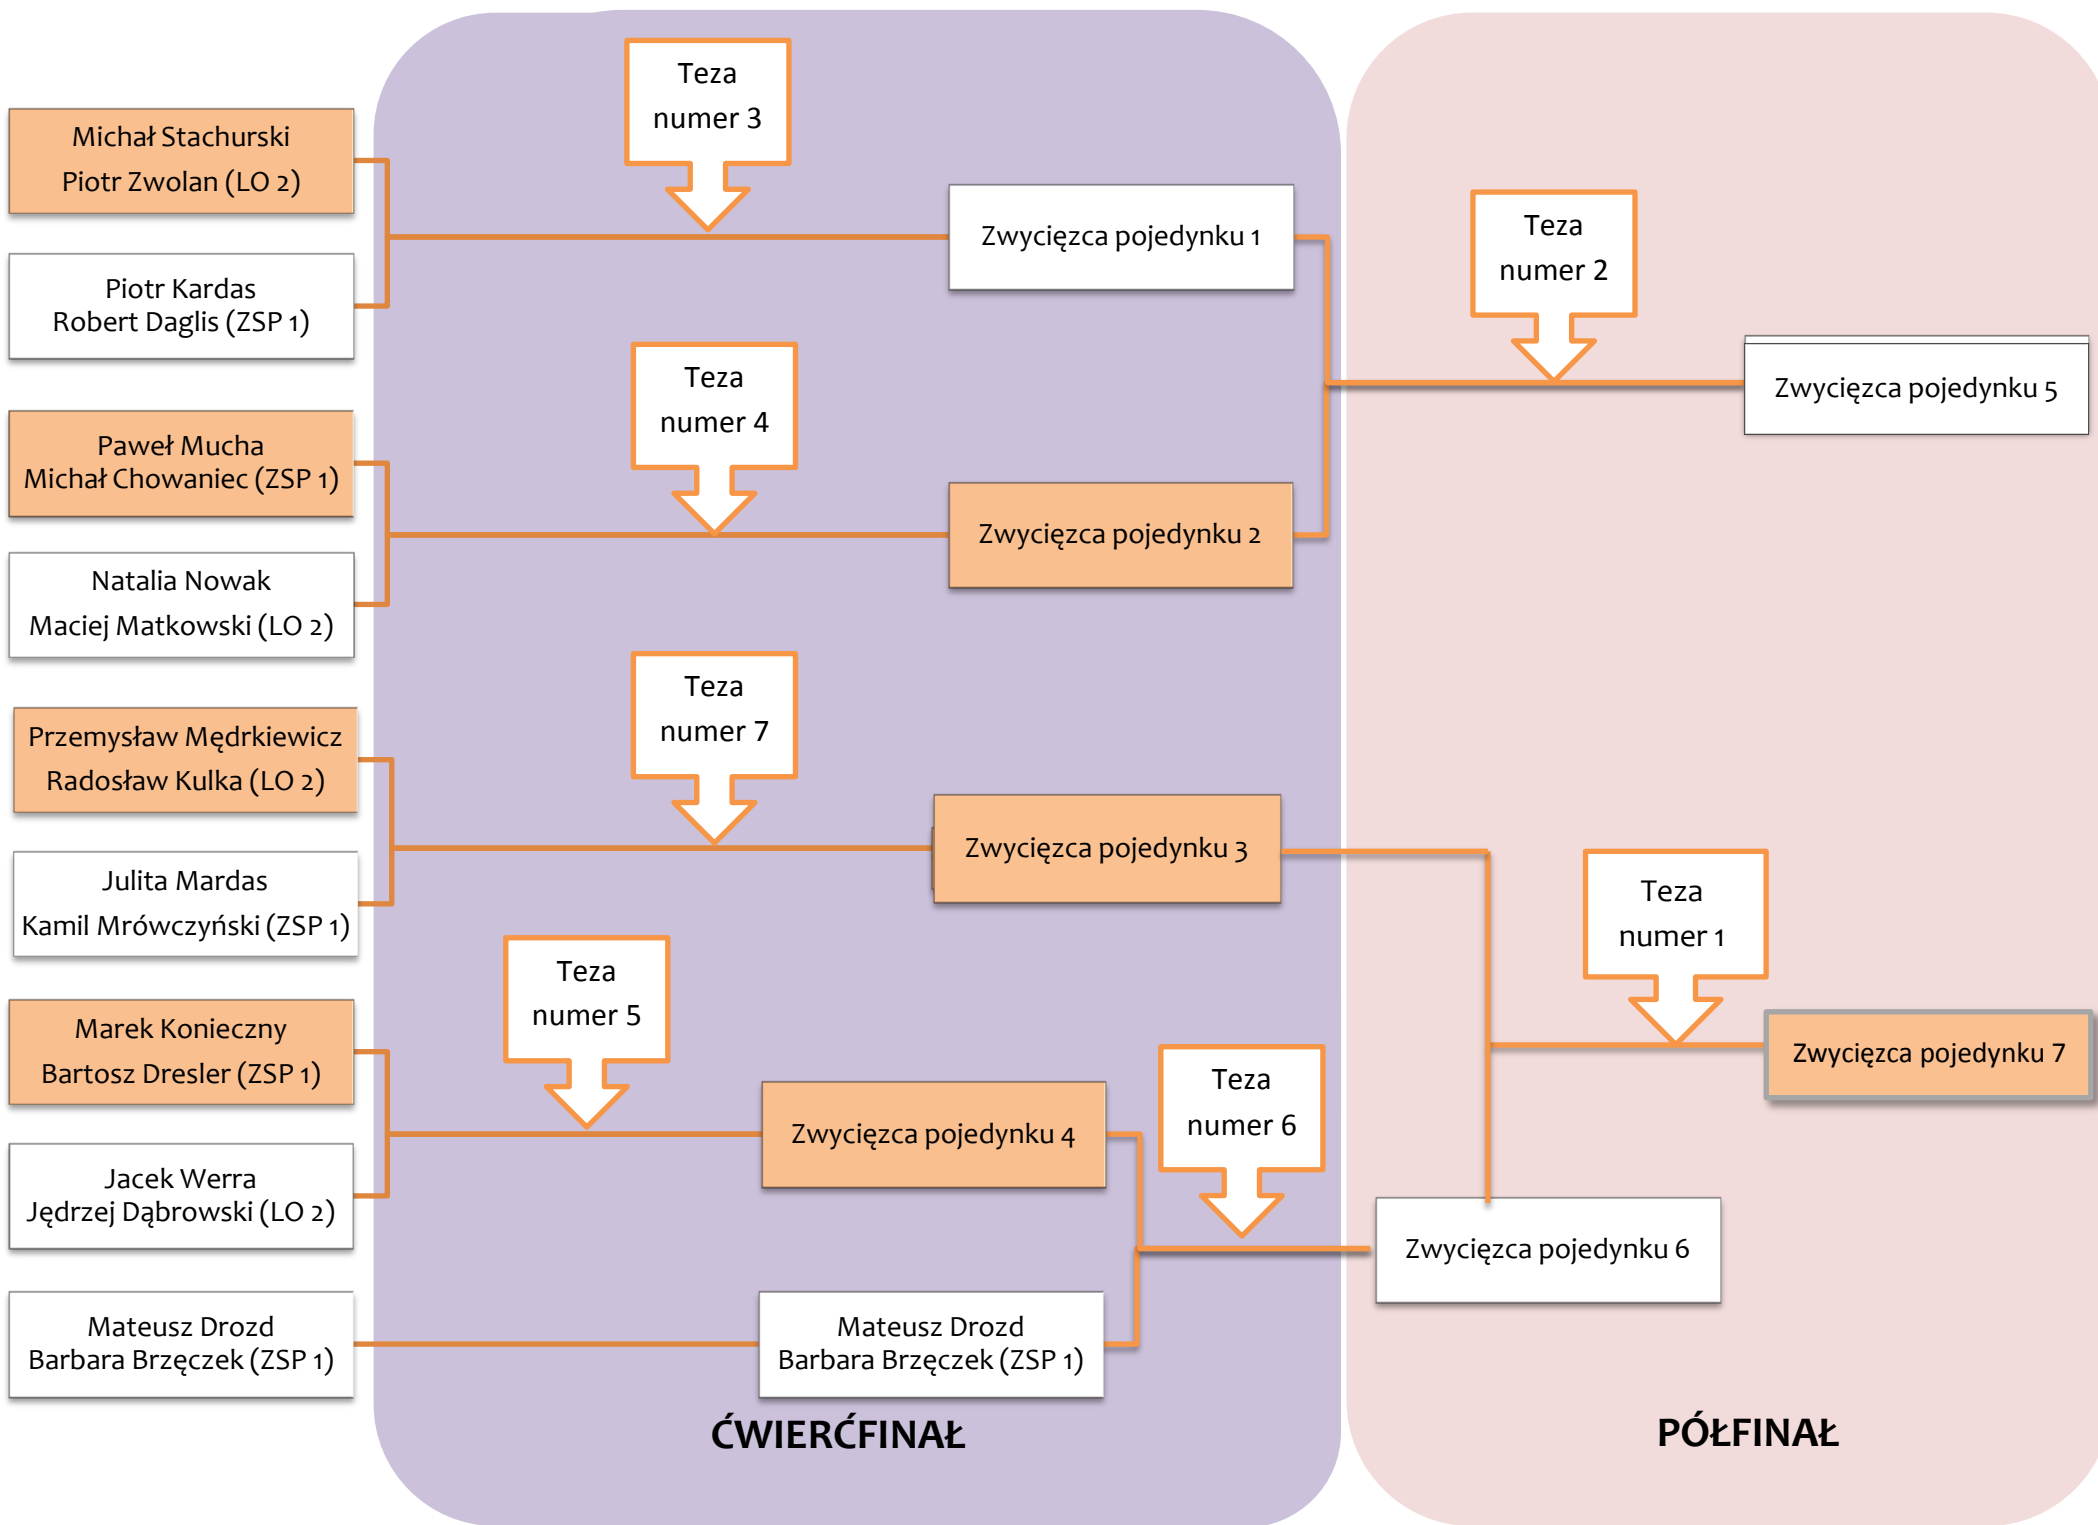 Teza
numer 3
Michał Stachurski
Piotr Zwolan (LO 2)
Zwycięzca pojedynku 1
Teza
numer 2
Piotr Kardas
Robert Daglis (ZSP 1)
Teza
numer 4
Zwycięzca pojedynku 5
Paweł Mucha
Michał Chowaniec (ZSP 1)
Zwycięzca pojedynku 2
Natalia Nowak
Maciej Matkowski (LO 2)
Teza
numer 7
Przemysław Mędrkiewicz
Radosław Kulka (LO 2)
Zwycięzca pojedynku 3
Julita Mardas
Kamil Mrówczyński (ZSP 1)
Teza
numer 1
Teza
numer 5
Marek Konieczny
Bartosz Dresler (ZSP 1)
Zwycięzca pojedynku 7
Teza
numer 6
Zwycięzca pojedynku 4
Jacek Werra
Jędrzej Dąbrowski (LO 2)
Zwycięzca pojedynku 6
Mateusz Drozd
Barbara Brzęczek (ZSP 1)
Mateusz Drozd
Barbara Brzęczek (ZSP 1)
ĆWIERĆFINAŁ
PÓŁFINAŁ